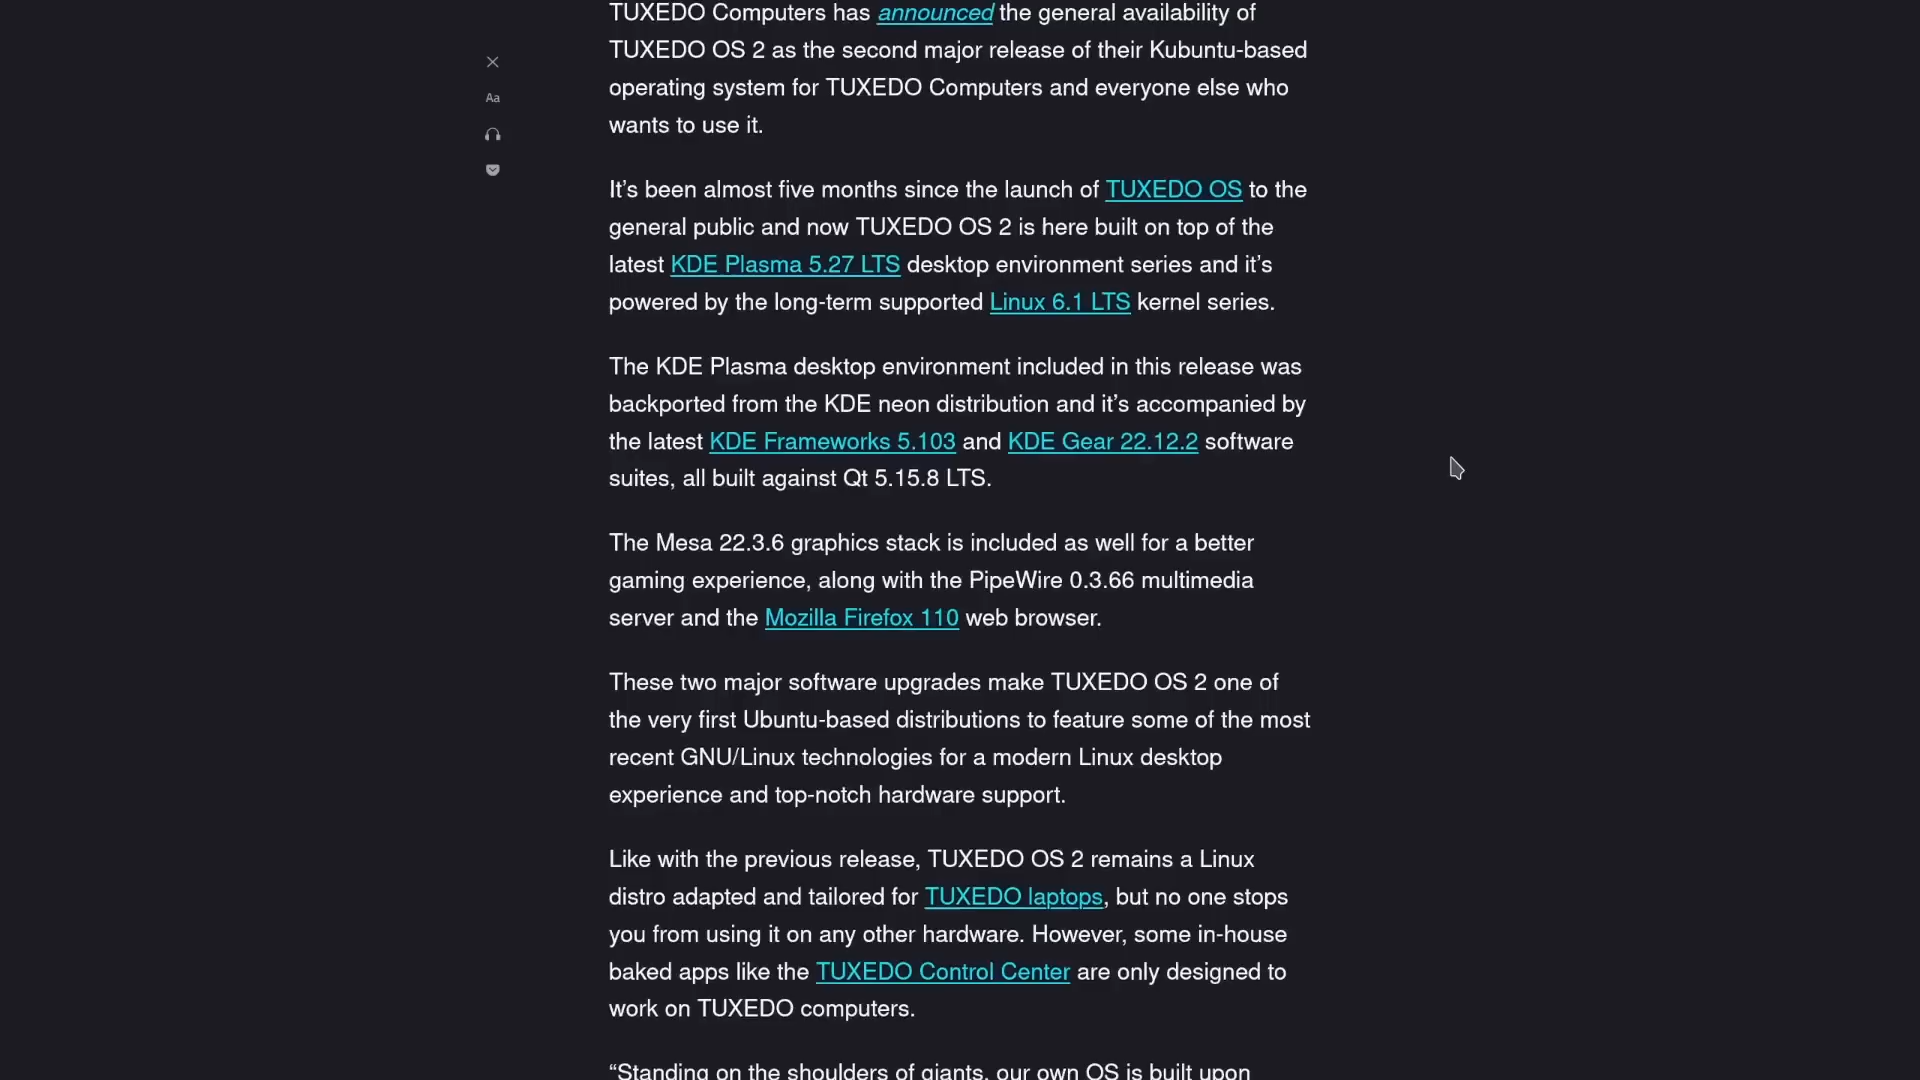 TUXEDO Computers has announced the general availability of
TUXEDO OS 2 as the second major release of their Kubuntu-based
operating system for TUXEDO Computers and everyone else who
wants to use it.
Aa
It’s been almost five months since the launch of TUXEDO OS to the
general public and now TUXEDO OS 2 is here built on top of the
latest KDE Plasma 5.27 LTS desktop environment series and it’s
powered by the long-term supported Linux 6.1 LTS kernel series.
The KDE Plasma desktop environment included in this release was
backported from the KDE neon distribution and it’s accompanied by
the latest KDE Frameworks 5.103 and KDE Gear 22.12.2 software
suites, all built against Qt 5.15.8 LTS.
The Mesa 22.3.6 graphics stack is included as well for a better
gaming experience, along with the PipeWire 0.3.66 multimedia
server and the Mozilla Firefox 110 web browser.
These two major software upgrades make TUXEDO OS 2 one of
the very first Ubuntu-based distributions to feature some of the most
recent GNU/Linux technologies for a modern Linux desktop
experience and top-notch hardware support.
Like with the previous release, TUXEDO OS 2 remains a Linux
distro adapted and tailored for TUXEDO laptops, but no one stops
you from using it on any other hardware. However, some in-house
baked apps like the TUXEDO Control Center are only designed to
work on TUXEDO computers.
“Standing on the shoulders of giants, our own OS is built upon